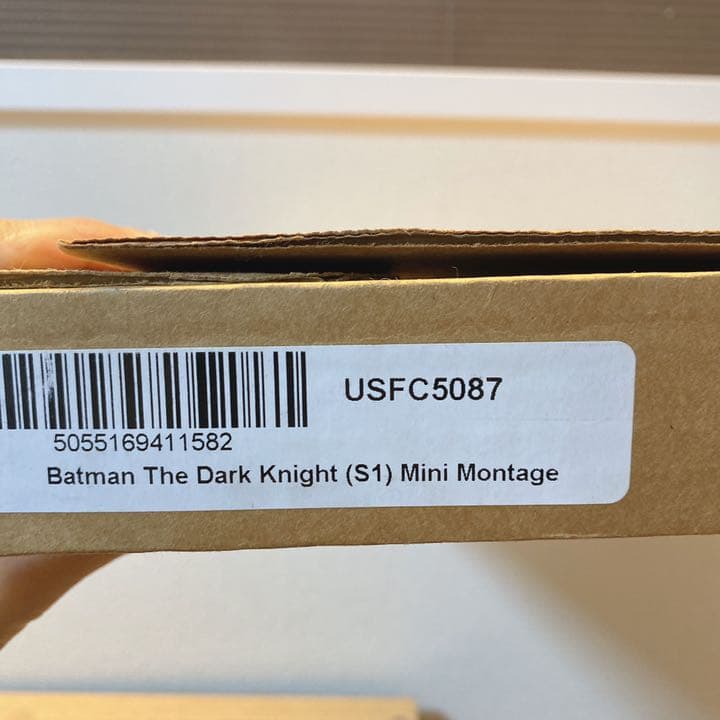 USFC5087
5055169411582
Batman The Dark Knight (S1) Mini Montage